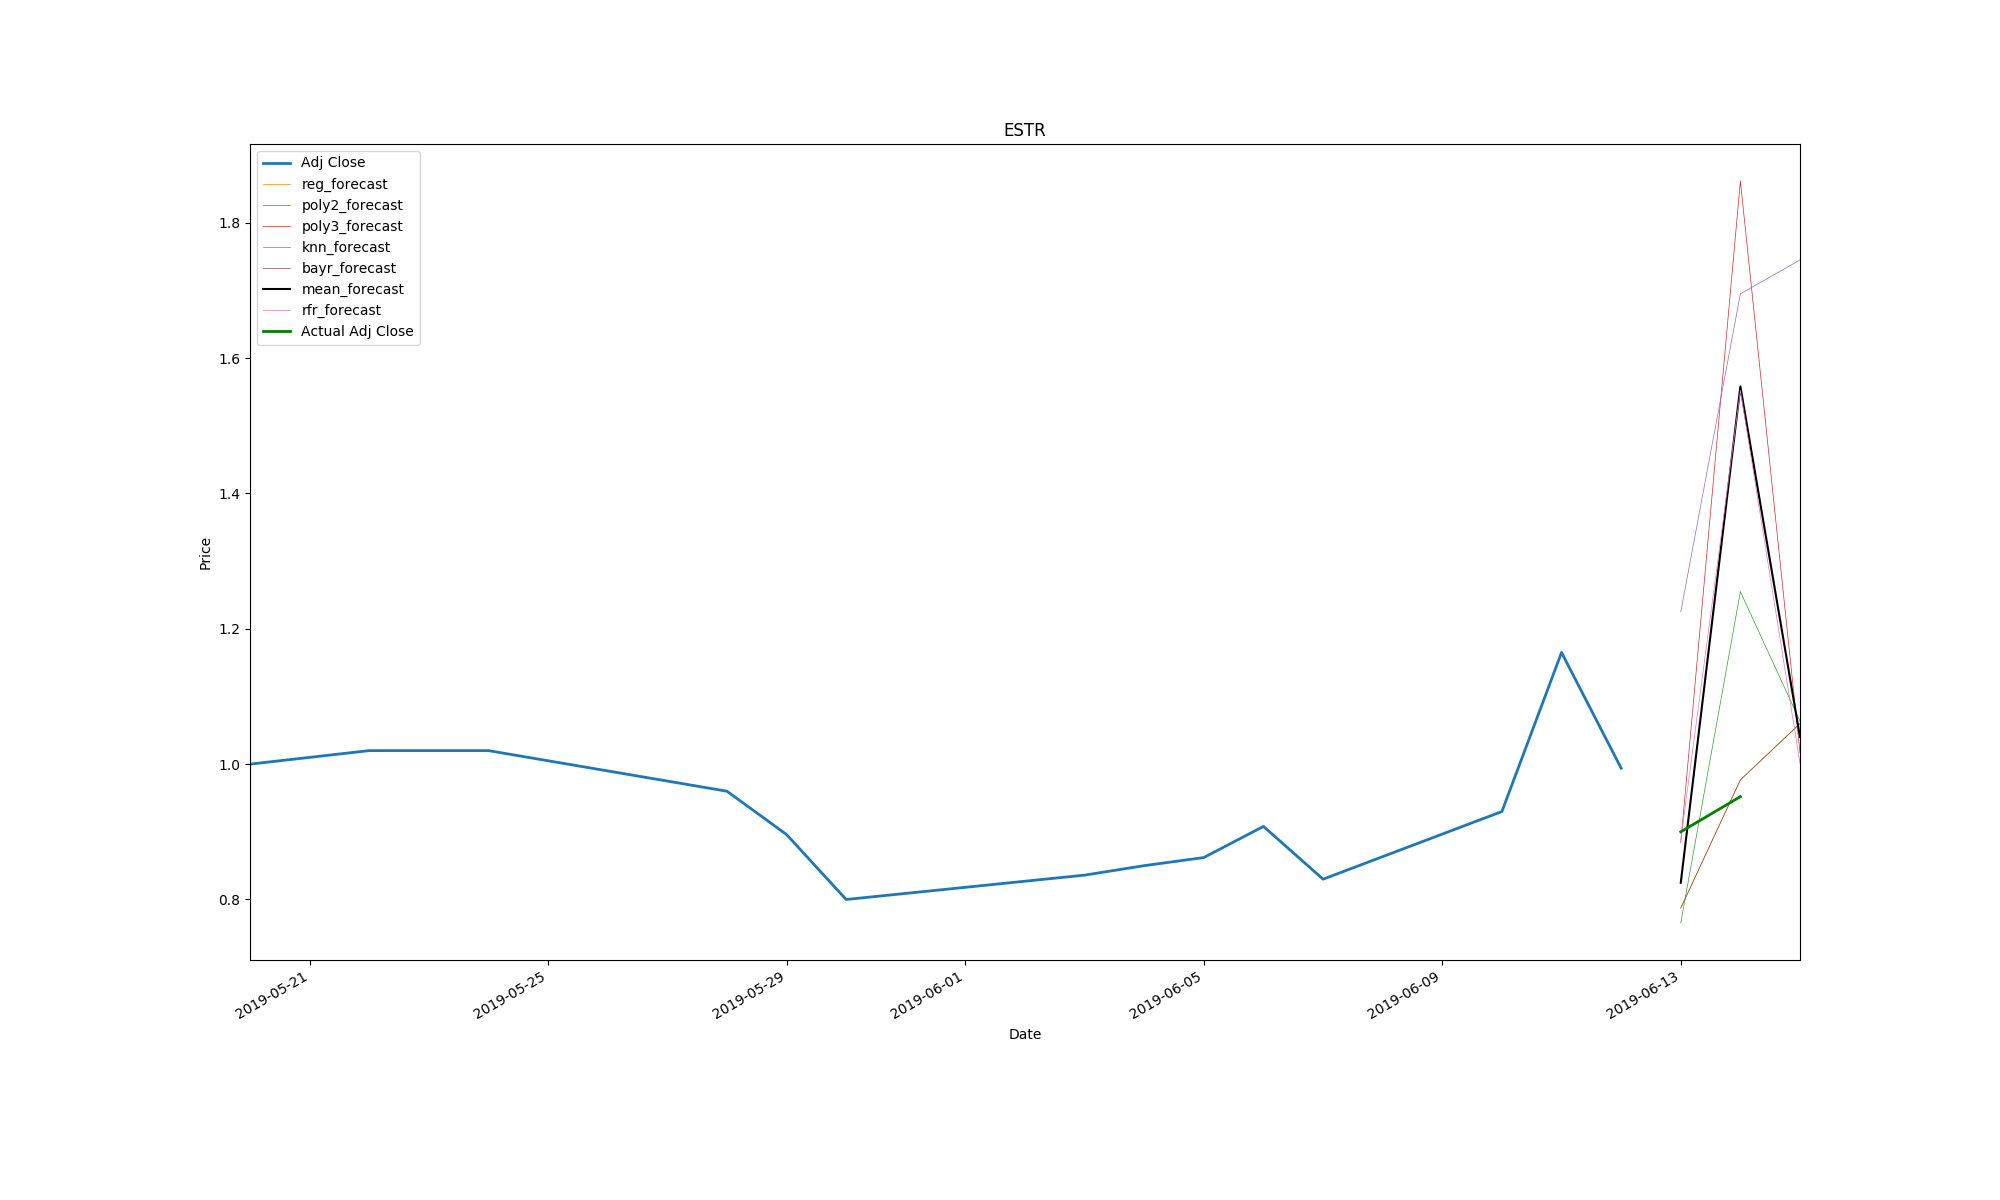 ESTR
Adj Close
reg_forecast
poly2_forecast
poly3_forecast
knn_forecast
bayr_forecast
mean_forecast
rfr_forecast
Actual Adj Close
1.8
1.6
1.4
1.2
1.0
0.8
Price
2019-05-21
2019-05-25
2019-05-29
2019-06-01
2019-06-05
2019-06-09
2019-06-13
Date